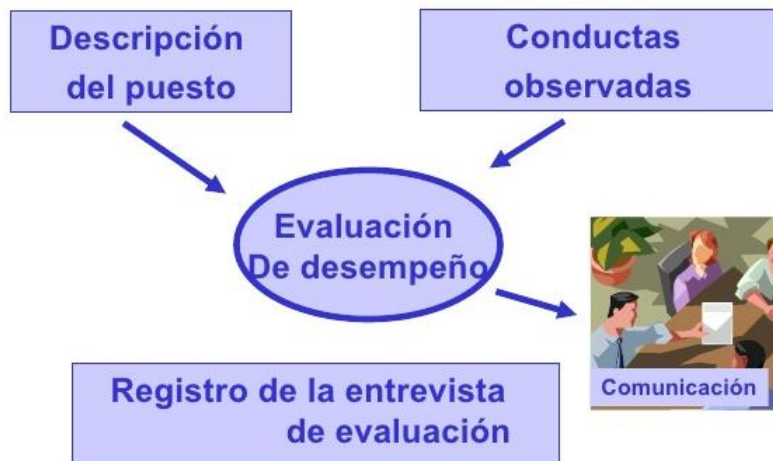 Descripción
del puesto
Conductas
observadas
Evaluación
De desempeño
Comunicación
Registro de la entrevista
de evaluación